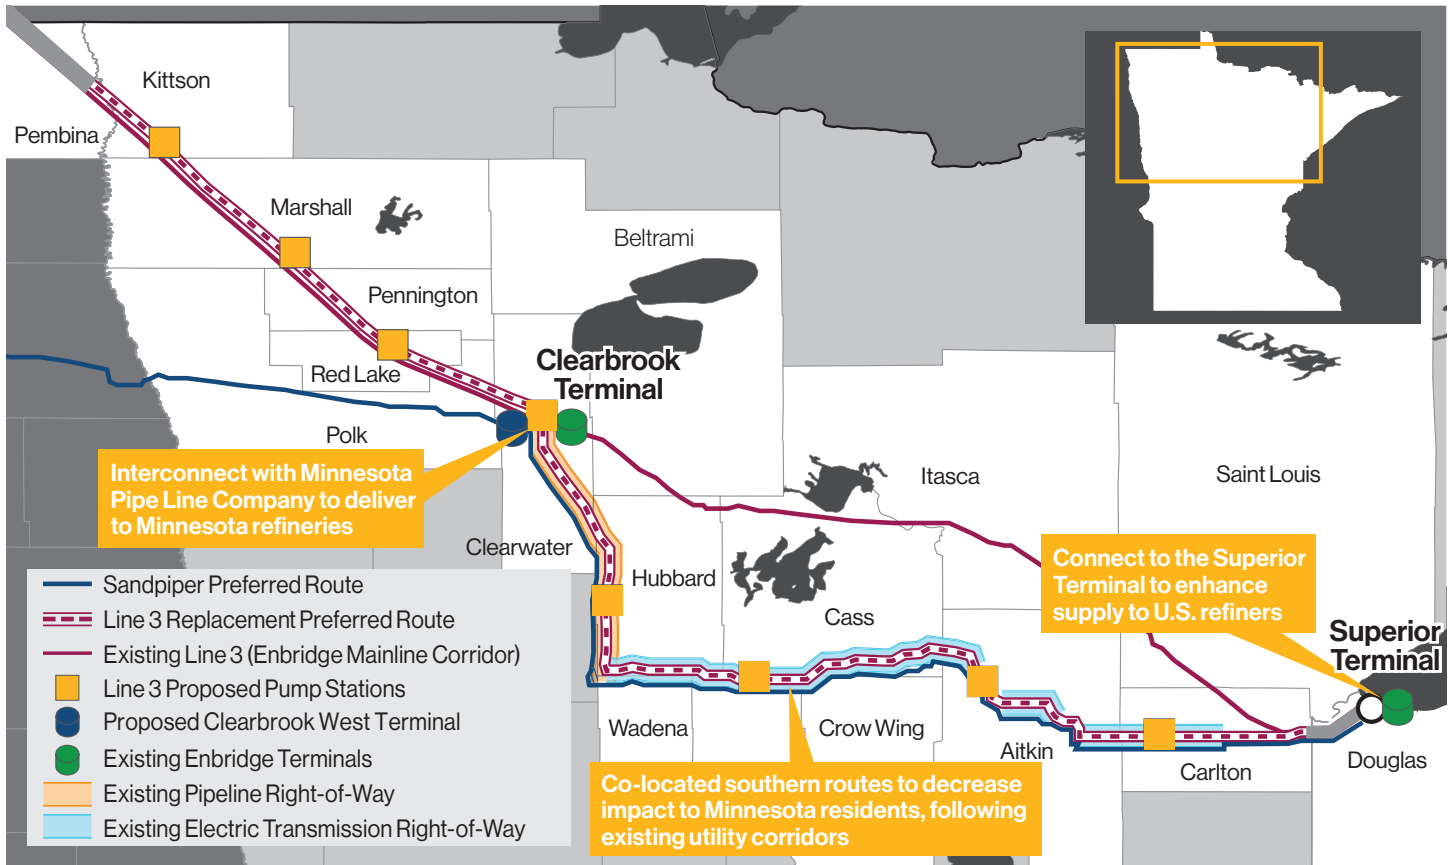 Kittson
Pembina
Marshall
Beltrami
Pennington
Clearbrook
Terminal
Red Lake
Polk
Interconnect with Minnesota
Pipe Line Company to deliver
to Minnesota refineries
Itasca
Saint Louis
Clearwater
Hubbard
Cass
Connect to the Superior
Terminal to enhance
supply to U.S. refiners
Superior
Terminal
Wadena
Crow Wing
Aitkin
Carlton
Douglas
Co-located southern routes to decrease
impact to Minnesota residents, following
existing utility corridors
Sandpiper Preferred Route
Line 3 Replacement Preferred Route
Existing Line 3 (Enbridge Mainline Corridor)
Line 3 Proposed Pump Stations
Proposed Clearbrook West Terminal
Existing Enbridge Terminals
Existing Pipeline Right-of-Way
Existing Electric Transmission Right-of-Way